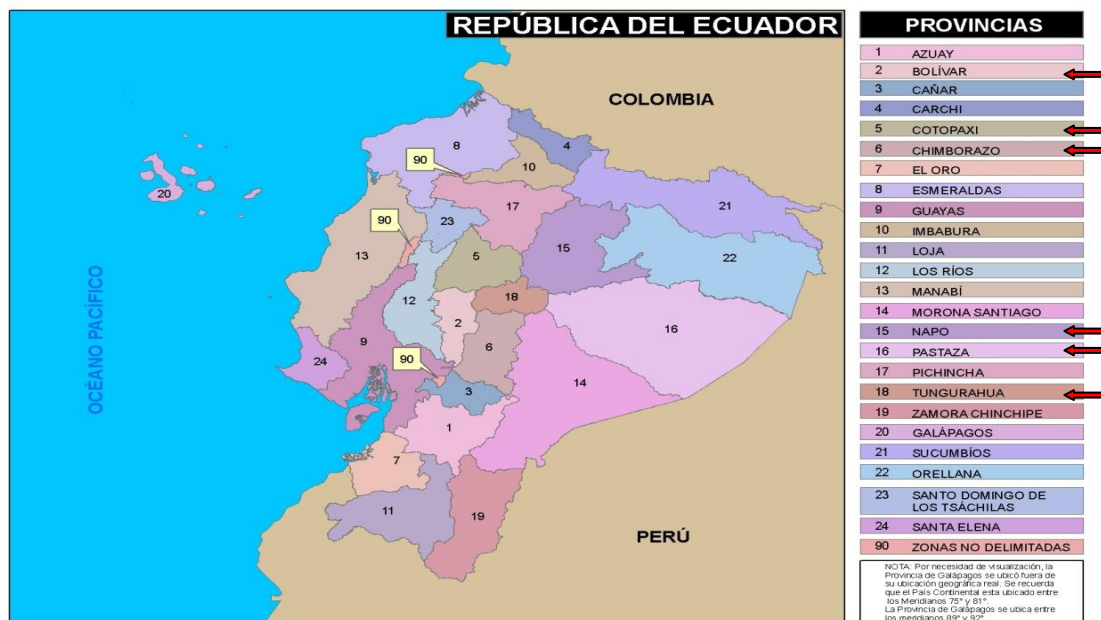 REPÚBLICA DEL ECUADOR
COLOMBIA
OCÉANO PACÍFICO
PERÚ
20
8
90
4
10
21
90
23
17
13
15
22
5
12
18
2
16
9
6
24
90
14
3
1
7
11
19
PROVINCIAS
1 AZUAY
2 BOLÍVAR
3 CAÑAR
4 CARCHI
5 COTOPAXI
6 CHIMBORAZO
7 EL ORO
8 ESMERALDAS
9 GUAYAS
10 IMBABURA
11 LOJA
12 LOS RÍOS
13 MANABÍ
14 MORONA SANTIAGO
15 NAPO
16 PASTAZA
17 PICHINCHA
18 TUNGURAHUA
19 ZAMORA CHINCHIPE
20 GALÁPAGOS
21 SUCUMBÍOS
22 ORELLANA
23 SANTO DOMINGO DE
LOS TSÁCHILAS
24 SANTA ELENA
90 ZONAS NO DELIMITADAS
NOTA: Por necesidad de visualización, la
Provincia de Galápagos se ubicó fuera de
su ubicación geográfica real. Se recuerda
que el País Continental esta ubicado entre
los Meridianos 75° y 81°.
La Provincia de Galápagos se ubica entre
los meridianos 89° y 92°